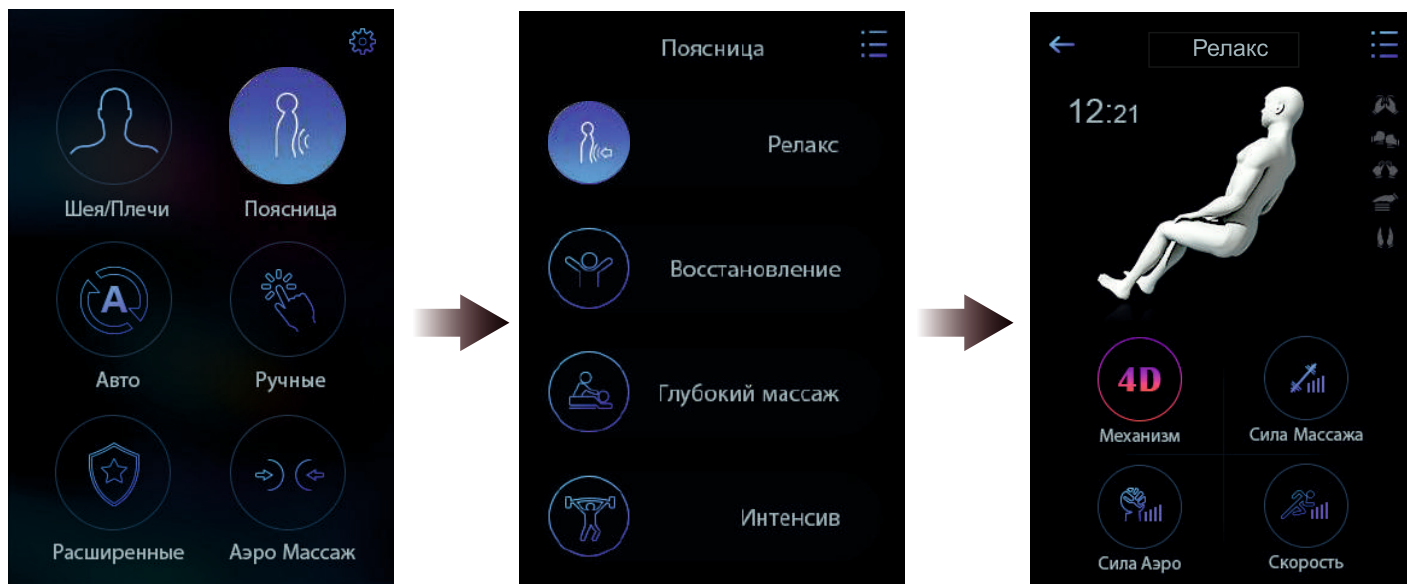 Шея/Плечи
Поясница
A
Авто
Ручные
Расширенные
Аэро Массаж
Поясница
Релакс
Восстановление
Глубокий массаж
Интенсив
Релакс
12:21
4D
Механизм
Сила Массажа
Сила Аэро
Скорость